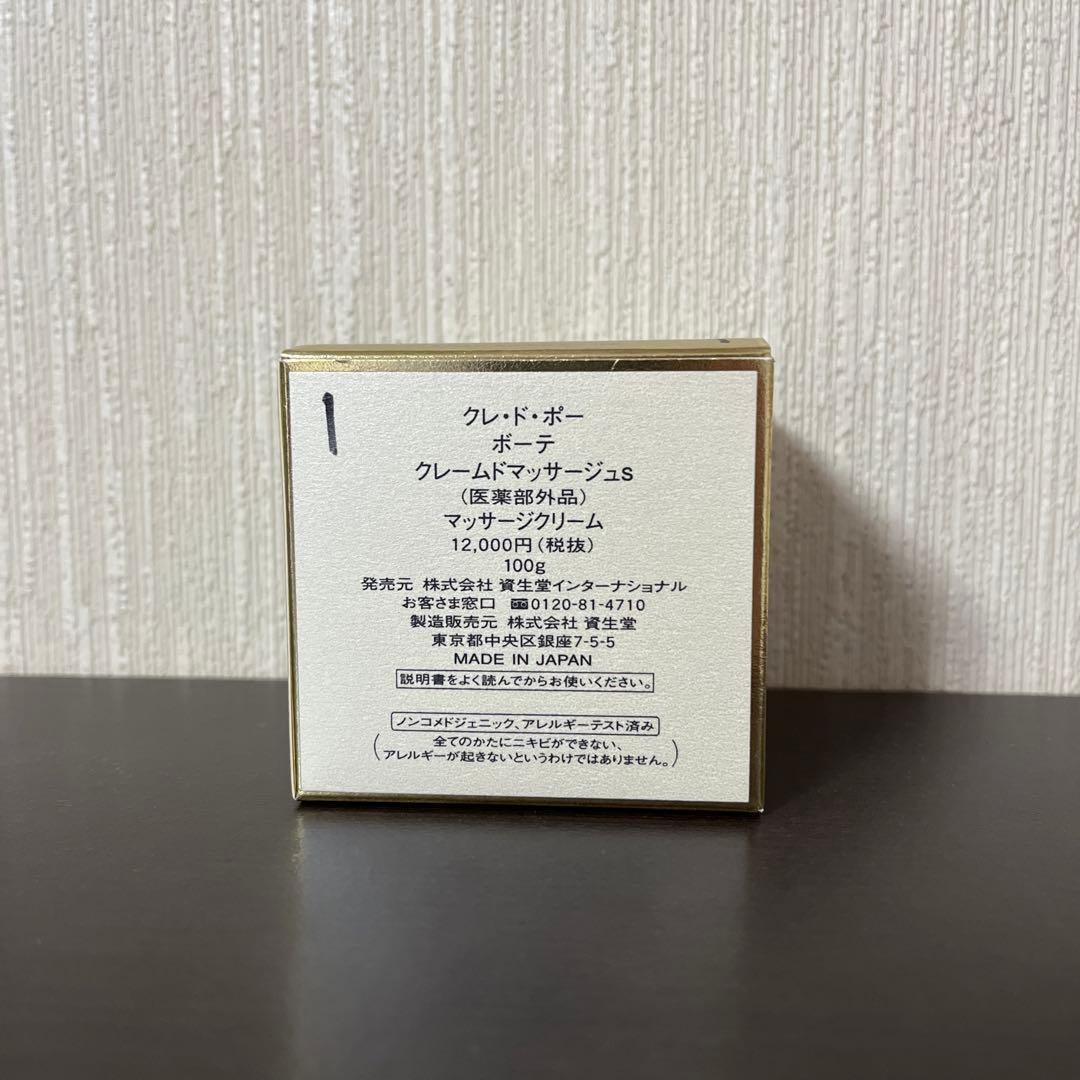 1
クレ・ド・ポー
ボーテ
クレームドマッサージュs
(医薬部外品)
マッサージクリーム
12,000円(税抜)
100g
発売元 株式会社 資生堂インターナショナル
お客さま窓口 0120-81-4710
製造販売元 株式会社 資生堂
東京都中央区銀座7-5-5
MADE IN JAPAN
説明書をよく読んでからお使いください。
ノンコメドジェニック、アレルギーテスト済み
(全てのかたにニキビができない、
アレルギーが起きないというわけではありません。)